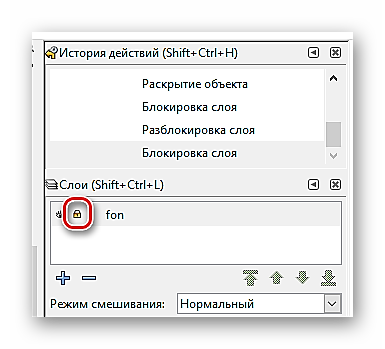 История действий (Shift+Ctrl+H)
Раскрытие объекта
Блокировка слоя
Разблокировка слоя
Блокировка слоя
Слои (Shift+Ctrl+L)
fon
Режим смешивания: Нормальный